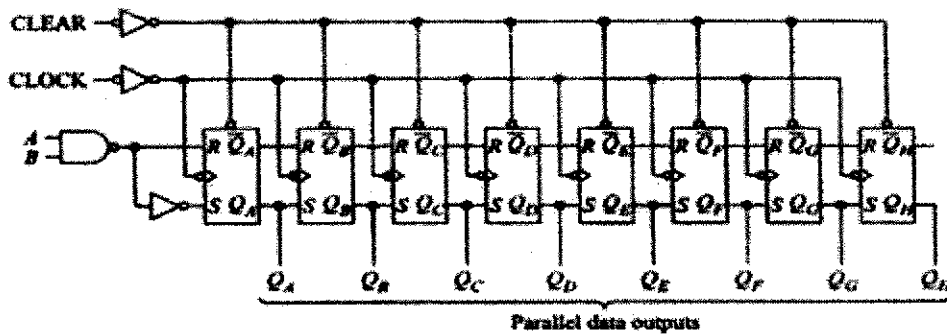 CLEAR
CLOCK
A
B
R Q̅A R Q̅B R Q̅C R Q̅D R Q̅E R Q̅F R Q̅G R Q̅H
S QA S QB S QC S QD S QE S QF S QG S QH
QA QB QC QD QE QF QG QH
Parallel data outputs